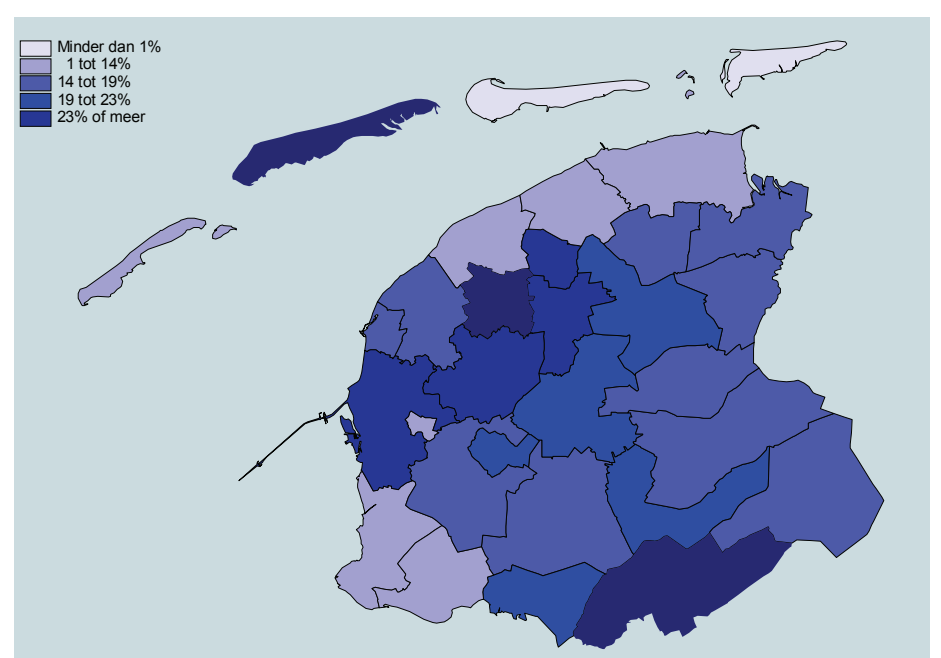 Minder dan 1%
1 tot 14%
14 tot 19%
19 tot 23%
23% of meer